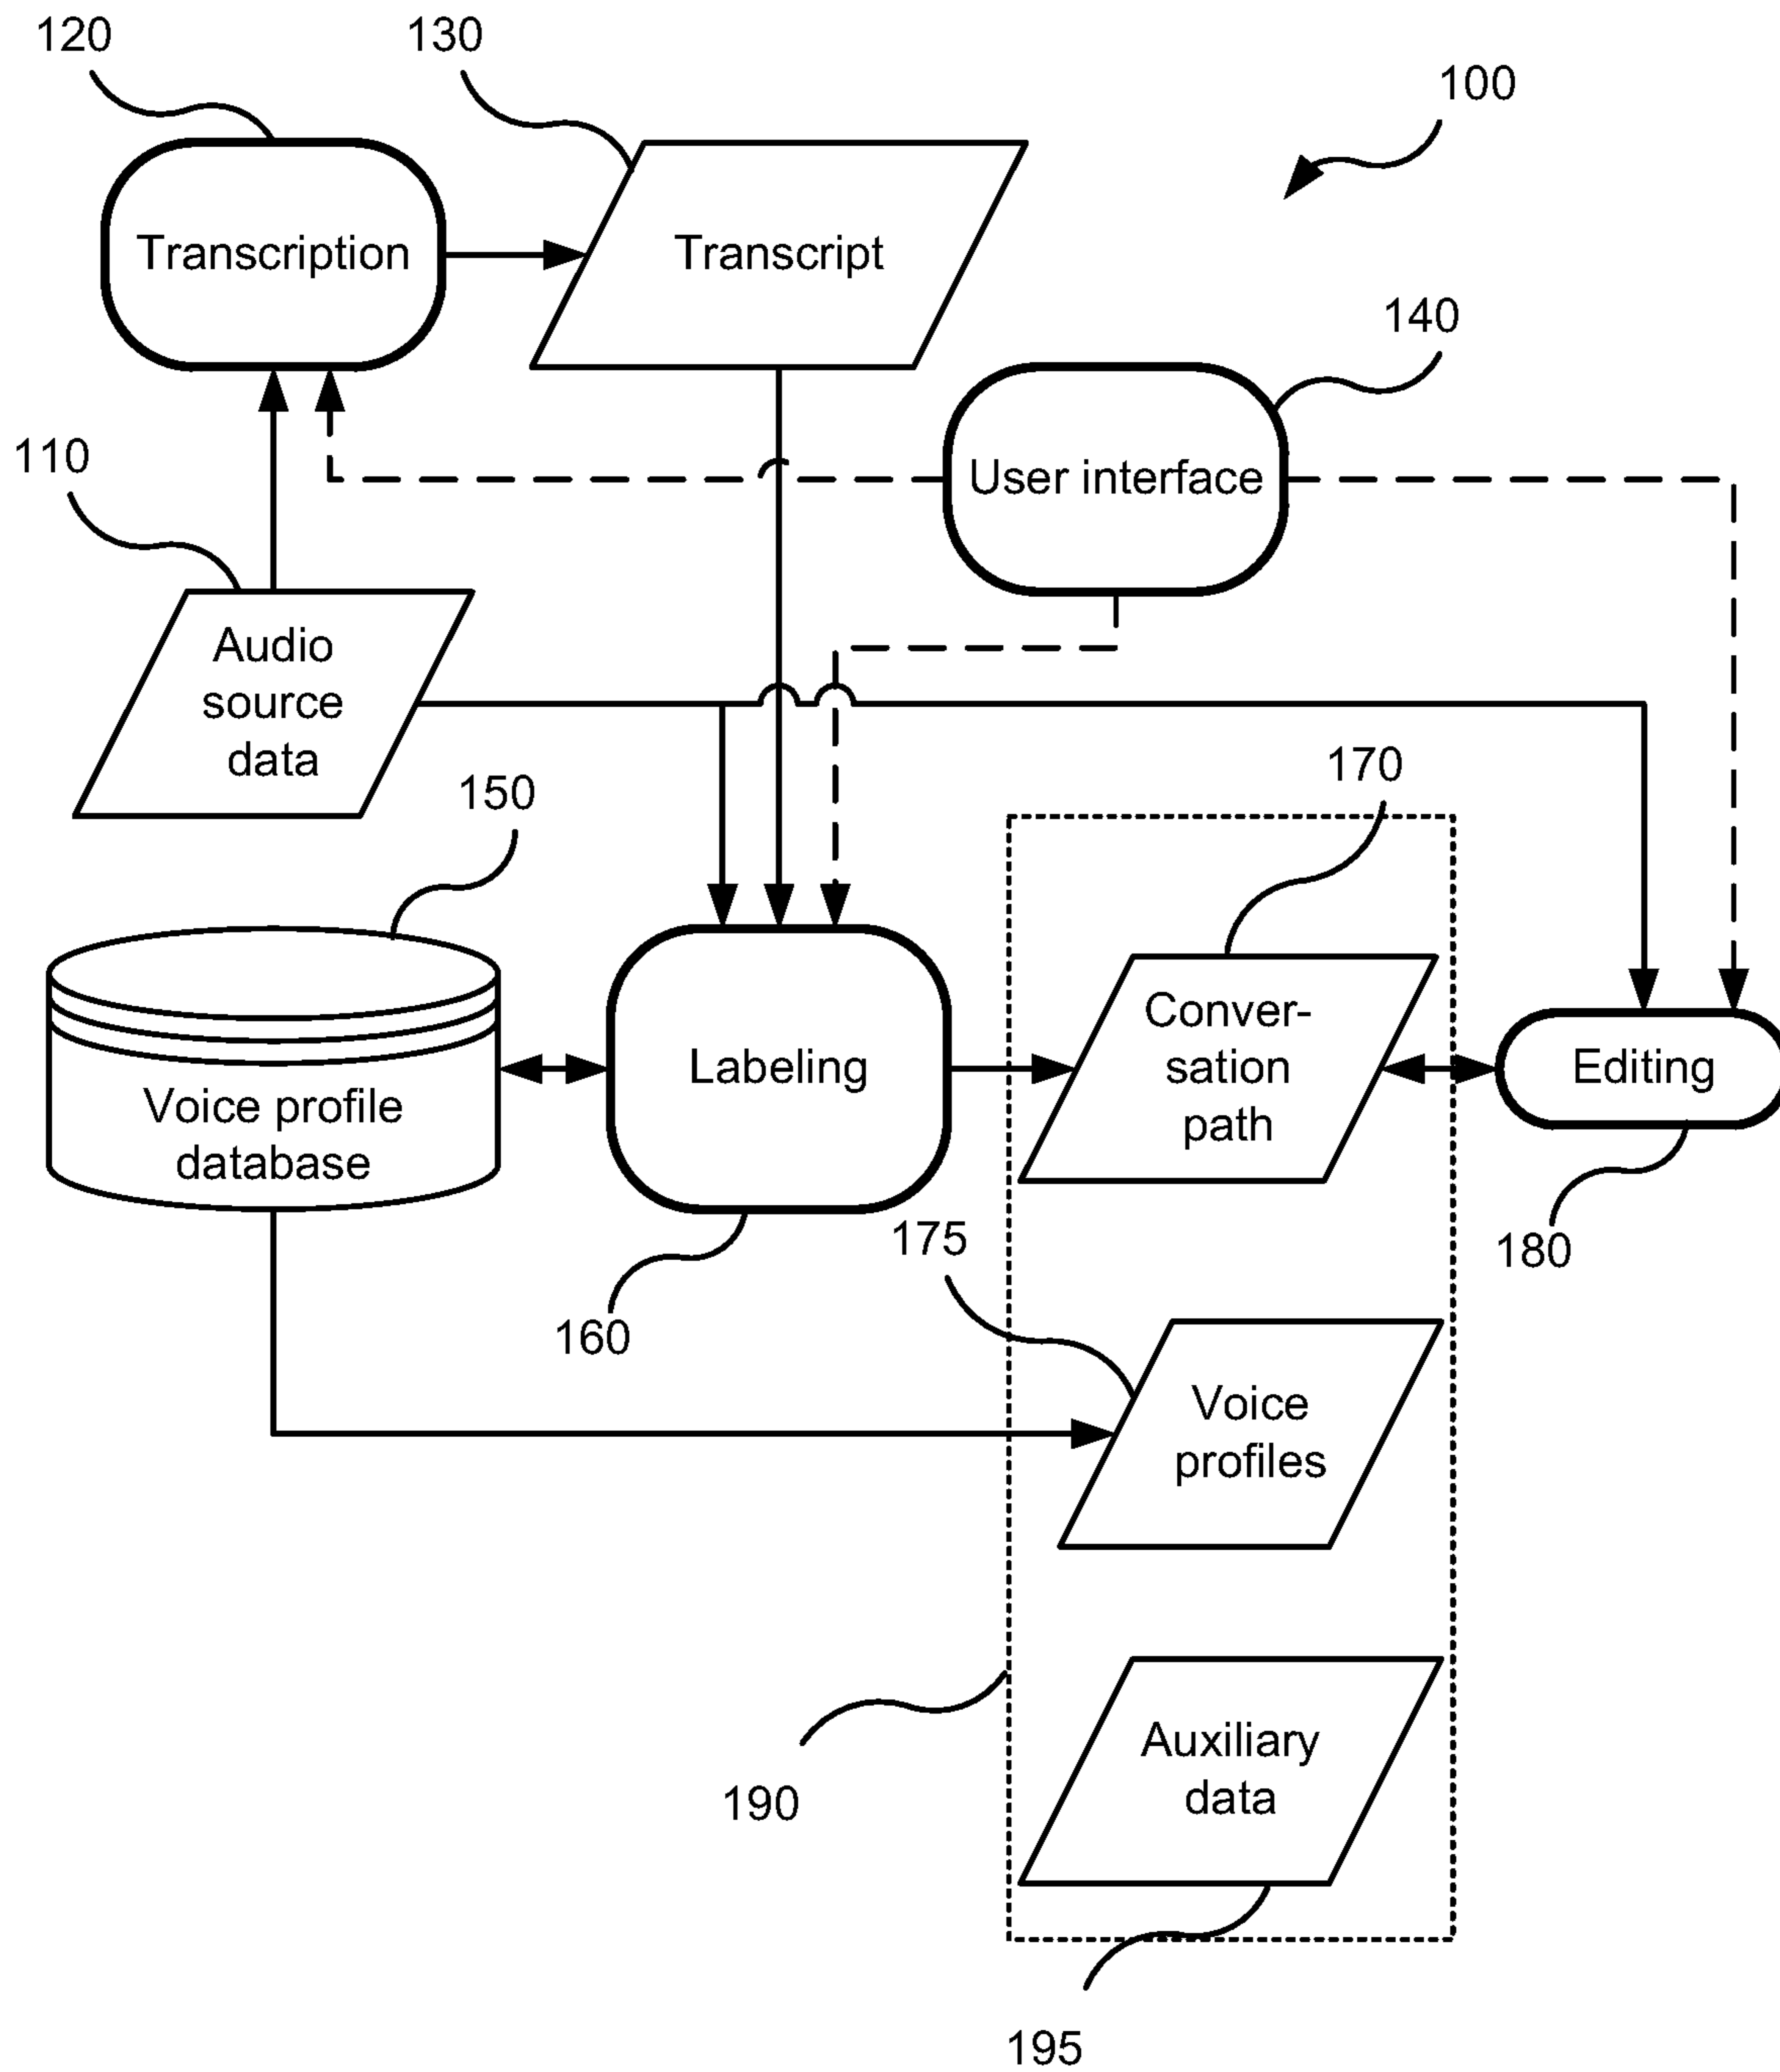 120
130
100
Transcription
Transcript
140
110
User interface
Audio
source
data
150
170
Conver-
sation
path
Labeling
Editing
Voice profile
database
175
180
160
Voice
profiles
190
Auxiliary
data
195